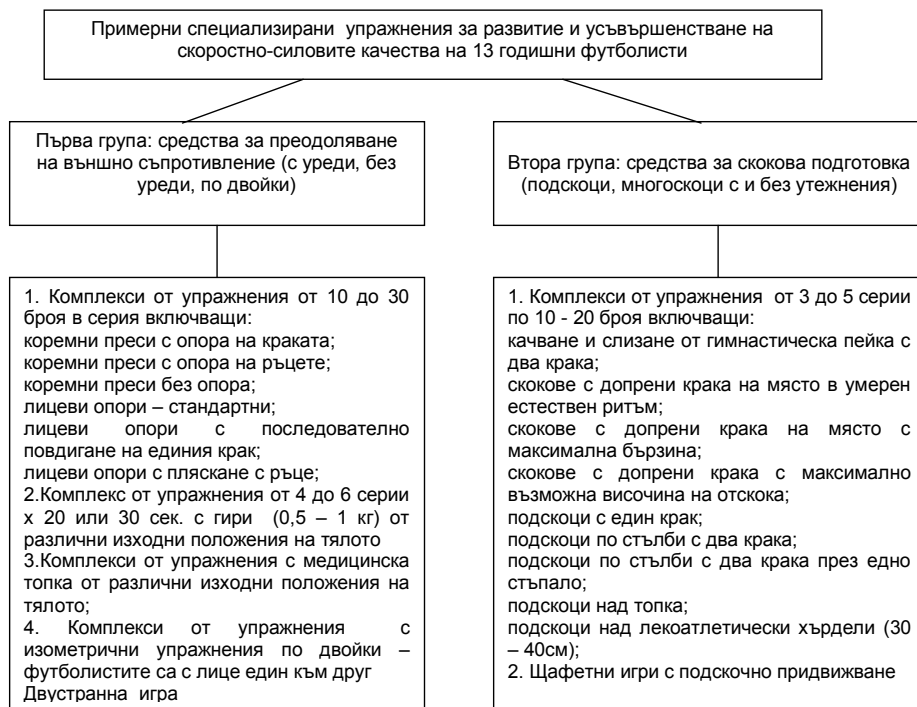 Примерни специализирани упражнения за развитие и усъвършенстване на
скоростно-силовите качества на 13 годишни футболисти
Първа група: средства за преодоляване
на външно съпротивление (с уреди, без
уреди, по двойки)
Втора група: средства за скокова подготовка
(подскоци, многоскоци с и без утежнения)
1. Комплекси от упражнения от 10 до 30
броя в серия включващи:
коремни преси с опора на краката;
коремни преси с опора на ръцете;
коремни преси без опора;
лицеви опори – стандартни;
лицеви опори с последователно
повдигане на единия крак;
лицеви опори с пляскане с ръце;
2.Комплекс от упражнения от 4 до 6 серии
х 20 или 30 сек. с гири (0,5 – 1 кг) от
различни изходни положения на тялото
3.Комплекс от упражнения с медицинска
топка от различни изходни положения на
тялото;
4. Комплекси от упражнения с
изометрични упражнения по двойки –
футболистите са с лице един към друг
Двустранна игра
1. Комплекси от упражнения от 3 до 5 серии
по 10 - 20 броя включващи:
качване и слизане от гимнастическа пейка с
два крака;
скокове с допрени крака на място в умерен
естествен ритъм;
скокове с допрени крака на място с
максимална бързина;
скокове с допрени крака с максимално
възможна височина на отскока;
подскоци с един крак;
подскоци по стълби с два крака;
подскоци по стълби с два крака през едно
стъпало;
подскоци над топка;
подскоци над лекоатлетически хърдели (30
– 40см);
2. Щафетни игри с подскочно придвижване